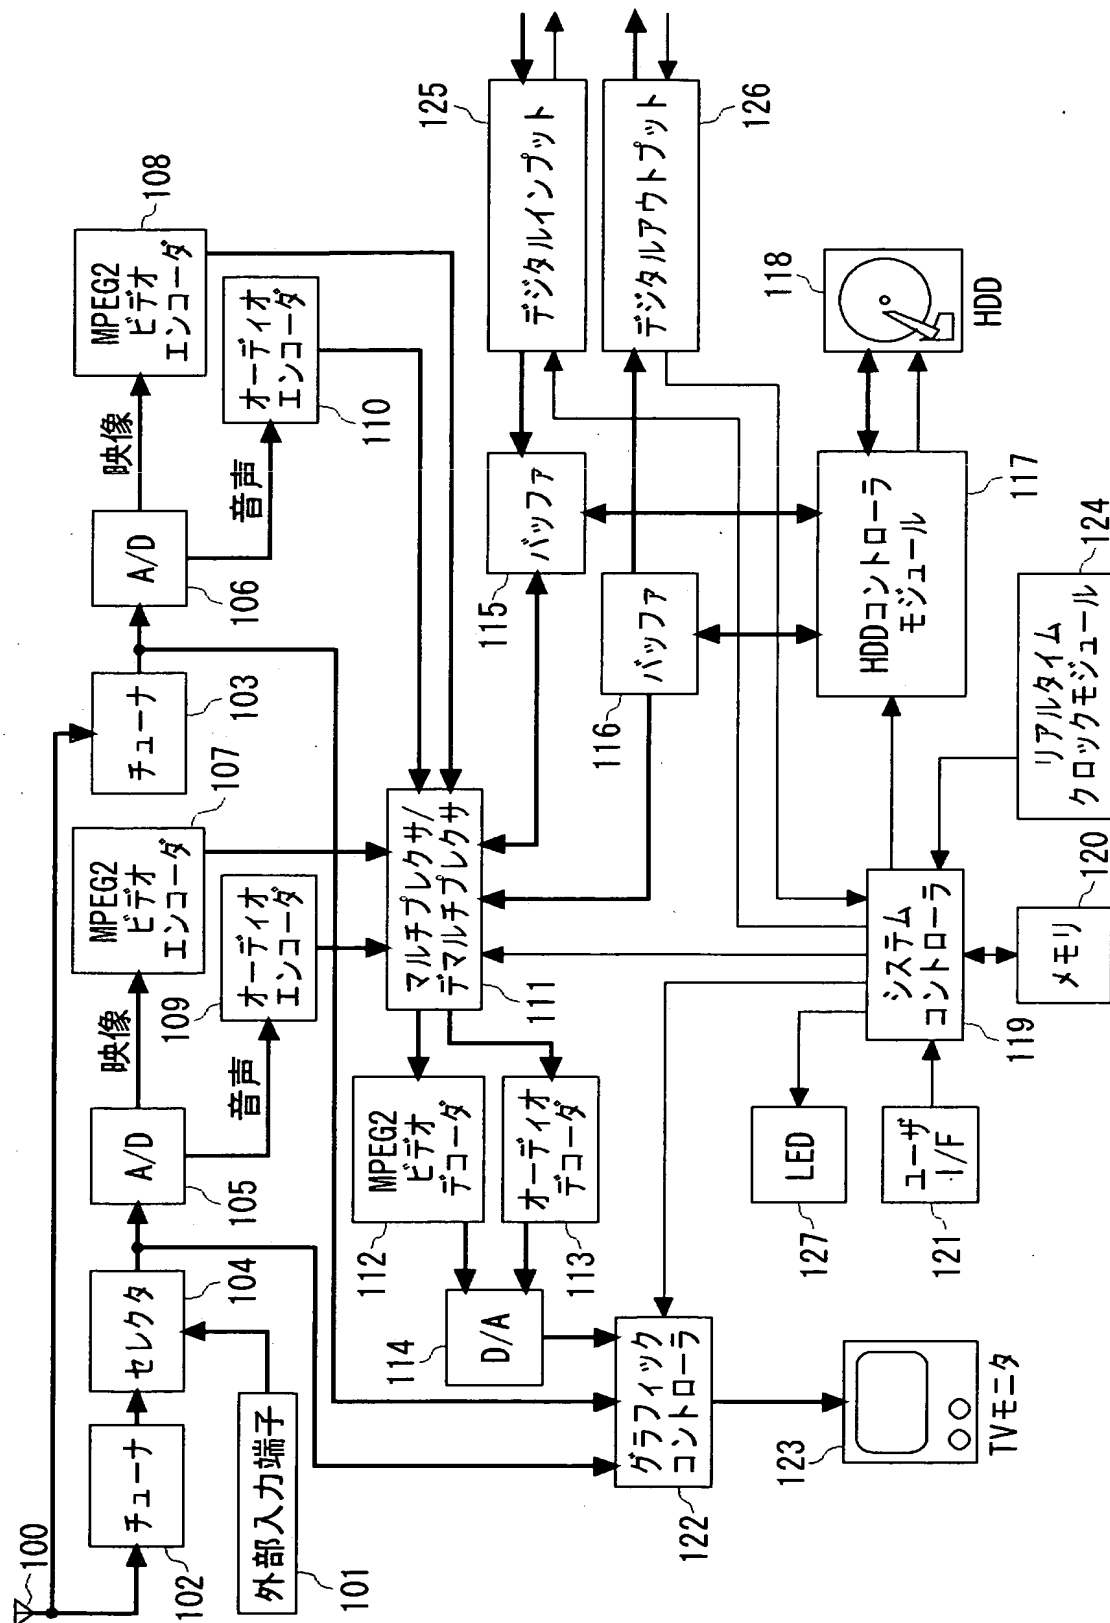 100
チューナ
102
外部入力端子
101
セレクタ
104
A/D
105
映像
音声
MPEG2
ビデオ
エンコーダ
107
オーディオ
エンコーダ
109
チューナ
103
A/D
106
映像
音声
MPEG2
ビデオ
エンコーダ
108
オーディオ
エンコーダ
110
マルチプレクサ/
デマルチプレクサ
111
MPEG2
ビデオ
デコーダ
112
オーディオ
デコーダ
113
D/A
114
バッファ
115
バッファ
116
デジタルインプット
125
デジタルアウトプット
126
グラフィック
コントローラ
122
TVモニタ
123
LED
127
ユーザ
I/F
121
システム
コントローラ
119
メモリ
120
リアルタイム
クロックモジュール
124
HDDコントローラ
モジュール
117
118
HDD